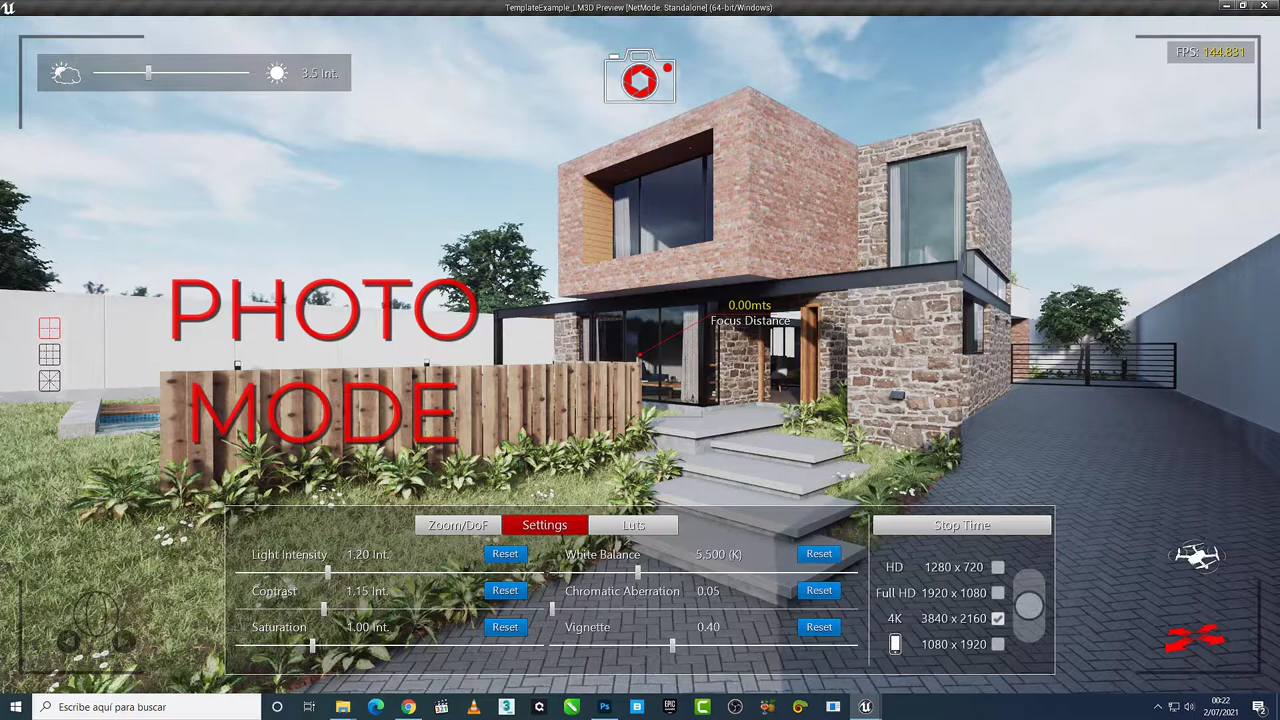 TemplateExample_LM3D Preview [NetMode: Standalone] (64-bit/Windows)
3.5 Int.
FPS: 144.831
0.00mts
Focus Distance
PHOTO
MODE
Zoom/DoF Settings Luts
Stop Time
Light Intensity 1.20 Int. Reset White Balance 5.500 (K) Reset
HD 1280 x 720
Contrast 1.15 Int. Reset Chromatic Aberration 0.05 Reset
Full HD 1920 x 1080
4K 3840 x 2160
Saturation 1.00 Int. Reset Vignette 0.40 Reset
1080 x 1920
Escribe aquí para buscar
Ps
EPIC
00:22
2/07/2021
2